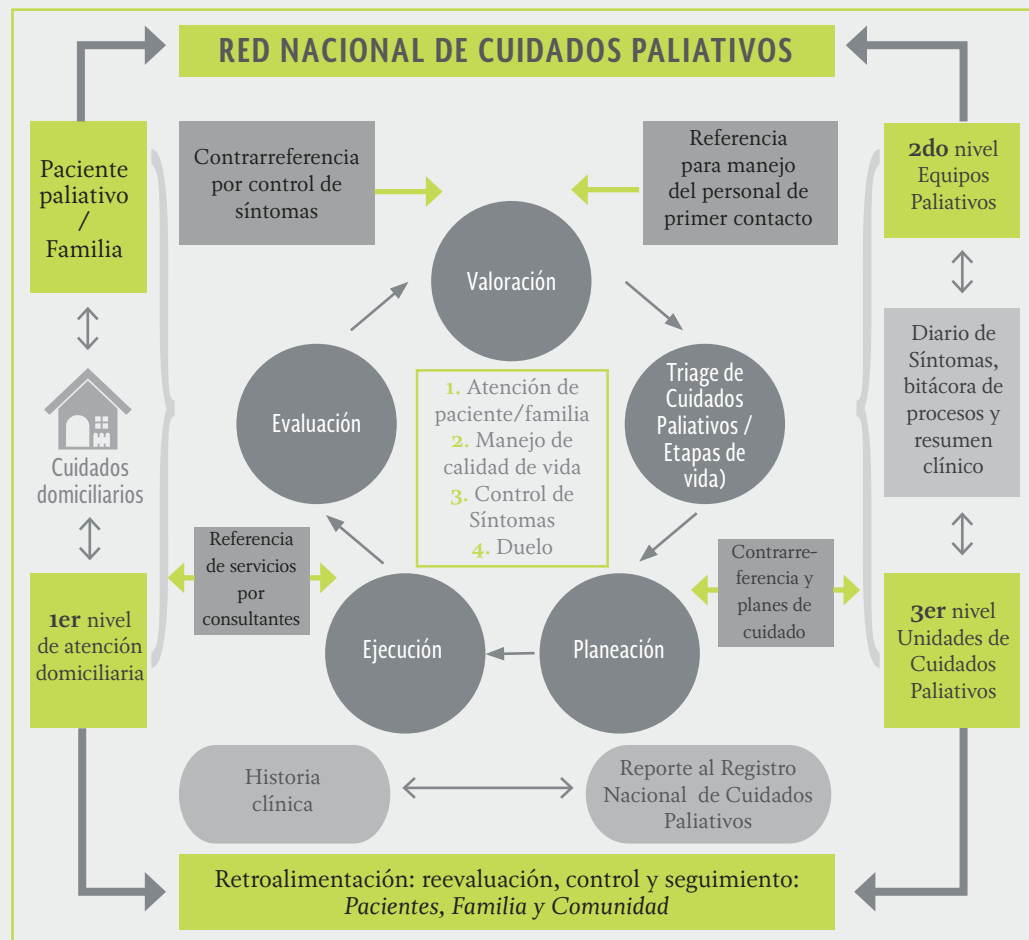 RED NACIONAL DE CUIDADOS PALIATIVOS
Paciente
paliativo
/
Familia
Contrarreferencia
por control de
síntomas
Referencia
para manejo
del personal de
primer contacto
2do nivel
Equipos
Paliativos
Valoración
Triage de
Cuidados
Paliativos /
Etapas de
vida)
Evaluación
1. Atención de
paciente/familia
2. Manejo de
calidad de vida
3. Control de
Síntomas
4. Duelo
Diario de
Síntomas,
bitácora de
procesos y
resumen
clínico
Cuidados
domiciliarios
Referencia
de servicios
por
consultantes
Contrarre-
ferencia y
planes de
cuidado
1er nivel
de atención
domiciliaria
Ejecución
Planeación
3er nivel
Unidades de
Cuidados
Paliativos
Historia
clínica
Reporte al Registro
Nacional de Cuidados
Paliativos
Retroalimentación: reevaluación, control y seguimiento:
Pacientes, Familia y Comunidad